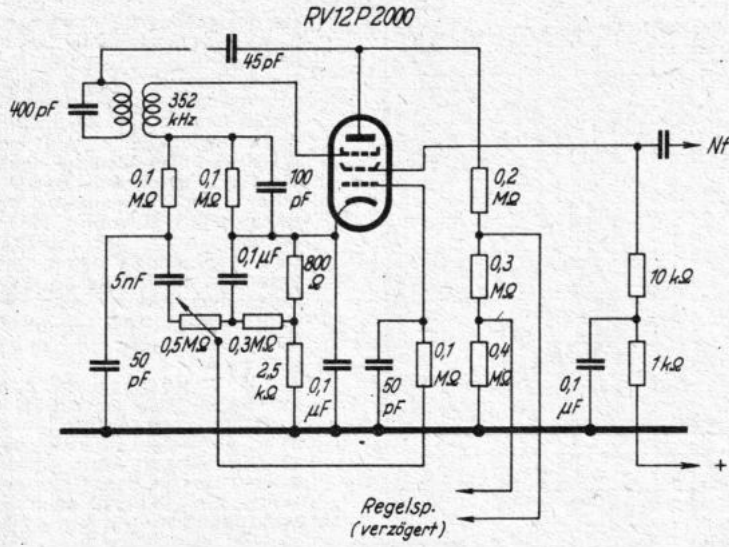 RV12P2000
45pF
400pF
352
kHz
Nf
0,1
MΩ
0,1
MΩ
100
pF
0,2
MΩ
5nF
0,1µF
800
Ω
0,3
MΩ
10 kΩ
0,5MΩ
0,3MΩ
50
pF
2,5
kΩ
0,1
µF
50
pF
0,1
MΩ
0,4
MΩ
0,1
µF
1kΩ
+
Regelsp.
(verzögert)